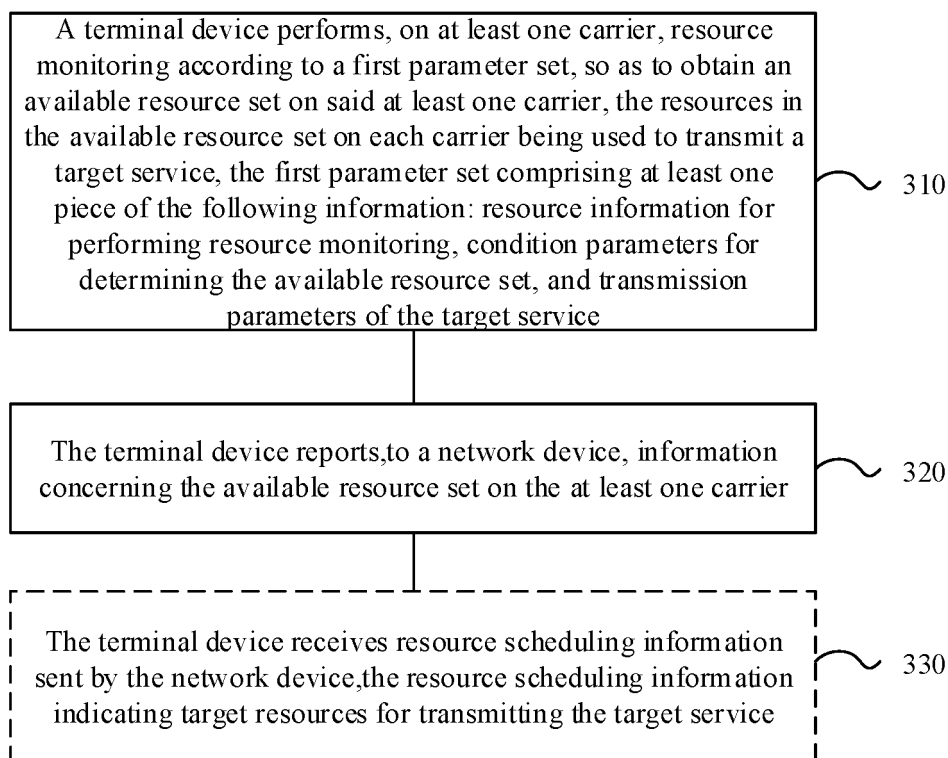 A terminal device performs, on at least one carrier, resource
monitoring according to a first parameter set, so as to obtain an
available resource set on said at least one carrier, the resources in
the available resource set on each carrier being used to transmit a
target service, the first parameter set comprising at least one
piece of the following information: resource information for
performing resource monitoring, condition parameters for
determining the available resource set, and transmission
parameters of the target service
310
The terminal device reports,to a network device, information
concerning the available resource set on the at least one carrier
320
The terminal device receives resource scheduling information
sent by the network device,the resource scheduling information
indicating target resources for transmitting the target service
330